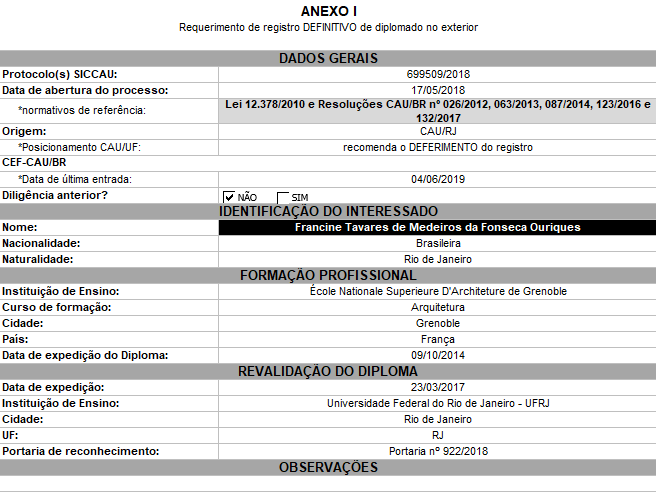 ANEXO I
Requerimento de registro DEFINITIVO de diplomado no exterior
DADOS GERAIS
Protocolo(s) SICCAU: 699509/2018
Data de abertura do processo: 17/05/2018
*normativos de referência: Lei 12.378/2010 e Resoluções CAU/BR nº 026/2012, 063/2013, 087/2014, 123/2016 e
132/2017
Origem: CAU/RJ
*Posicionamento CAU/UF: recomenda o DEFERIMENTO do registro
CEF-CAU/BR
*Data de última entrada: 04/06/2019
Diligência anterior? NÃO SIM
IDENTIFICAÇÃO DO INTERESSADO
Nome: Francine Tavares de Medeiros da Fonseca Ouriques
Nacionalidade: Brasileira
Naturalidade: Rio de Janeiro
FORMAÇÃO PROFISSIONAL
Instituição de Ensino: École Nationale Superieure D'Architeture de Grenoble
Curso de formação: Arquitetura
Cidade: Grenoble
País: França
Data de expedição do Diploma: 09/10/2014
REVALIDAÇÃO DO DIPLOMA
Data de expedição: 23/03/2017
Instituição de Ensino: Universidade Federal do Rio de Janeiro - UFRJ
Cidade: Rio de Janeiro
UF: RJ
Portaria de reconhecimento: Portaria nº 922/2018
OBSERVAÇÕES